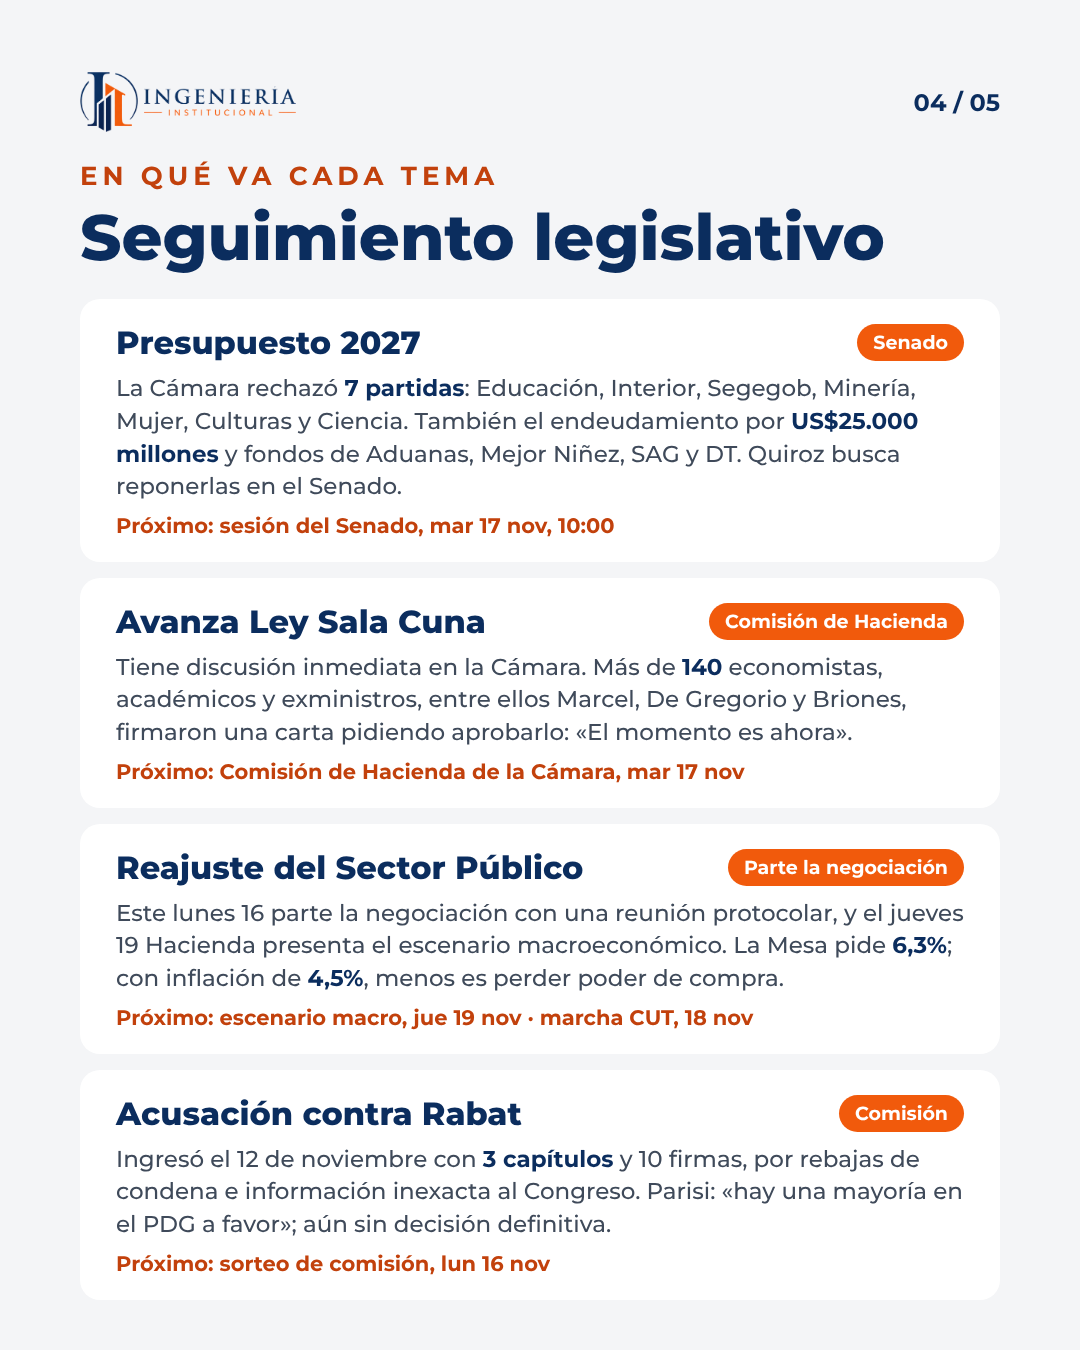 INGENIERIA
INSTITUCIONAL
04 / 05
EN QUÉ VA CADA TEMA
Seguimiento legislativo
Presupuesto 2027
Senado
La Cámara rechazó 7 partidas: Educación, Interior, Segegob, Minería,
Mujer, Culturas y Ciencia. También el endeudamiento por US$25.000
millones y fondos de Aduanas, Mejor Niñez, SAG y DT. Quiroz busca
reponerlas en el Senado.
Próximo: sesión del Senado, mar 17 nov, 10:00
Avanza Ley Sala Cuna
Comisión de Hacienda
Tiene discusión inmediata en la Cámara. Más de 140 economistas,
académicos y exministros, entre ellos Marcel, De Gregorio y Briones,
firmaron una carta pidiendo aprobarlo: «El momento es ahora».
Próximo: Comisión de Hacienda de la Cámara, mar 17 nov
Reajuste del Sector Público
Parte la negociación
Este lunes 16 parte la negociación con una reunión protocolar, y el jueves
19 Hacienda presenta el escenario macroeconómico. La Mesa pide 6,3%;
con inflación de 4,5%, menos es perder poder de compra.
Próximo: escenario macro, jue 19 nov · marcha CUT, 18 nov
Acusación contra Rabat
Comisión
Ingresó el 12 de noviembre con 3 capítulos y 10 firmas, por rebajas de
condena e información inexacta al Congreso. Parisi: «hay una mayoría en
el PDG a favor»; aún sin decisión definitiva.
Próximo: sorteo de comisión, lun 16 nov